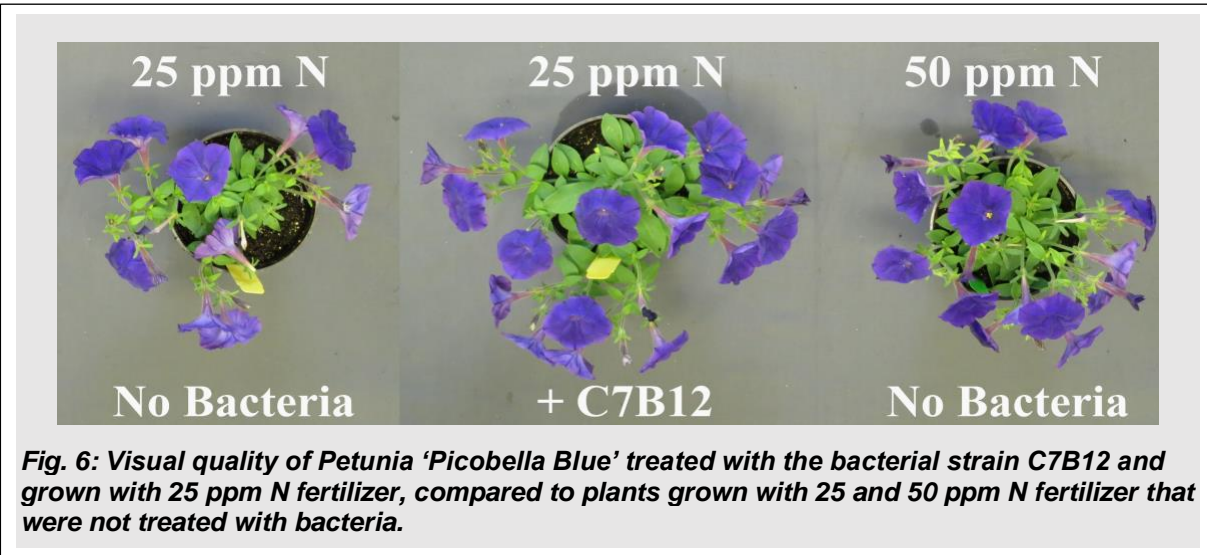 25 ppm N 25 ppm N 50 ppm N
No Bacteria + C7B12 No Bacteria
Fig. 6: Visual quality of Petunia ‘Picobella Blue’ treated with the bacterial strain C7B12 and
grown with 25 ppm N fertilizer, compared to plants grown with 25 and 50 ppm N fertilizer that
were not treated with bacteria.